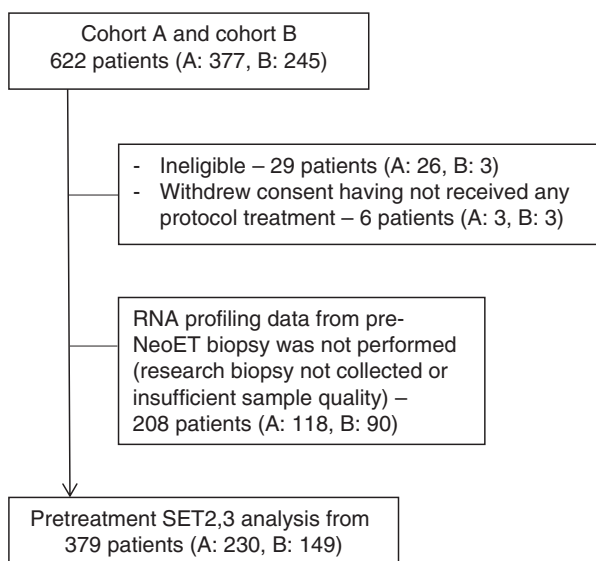 Cohort A and cohort B
622 patients (A: 377, B: 245)
- Ineligible – 29 patients (A: 26, B: 3)
- Withdrew consent having not received any
protocol treatment – 6 patients (A: 3, B: 3)
RNA profiling data from pre-
NeoET biopsy was not performed
(research biopsy not collected or
insufficient sample quality) –
208 patients (A: 118, B: 90)
Pretreatment SET2,3 analysis from
379 patients (A: 230, B: 149)